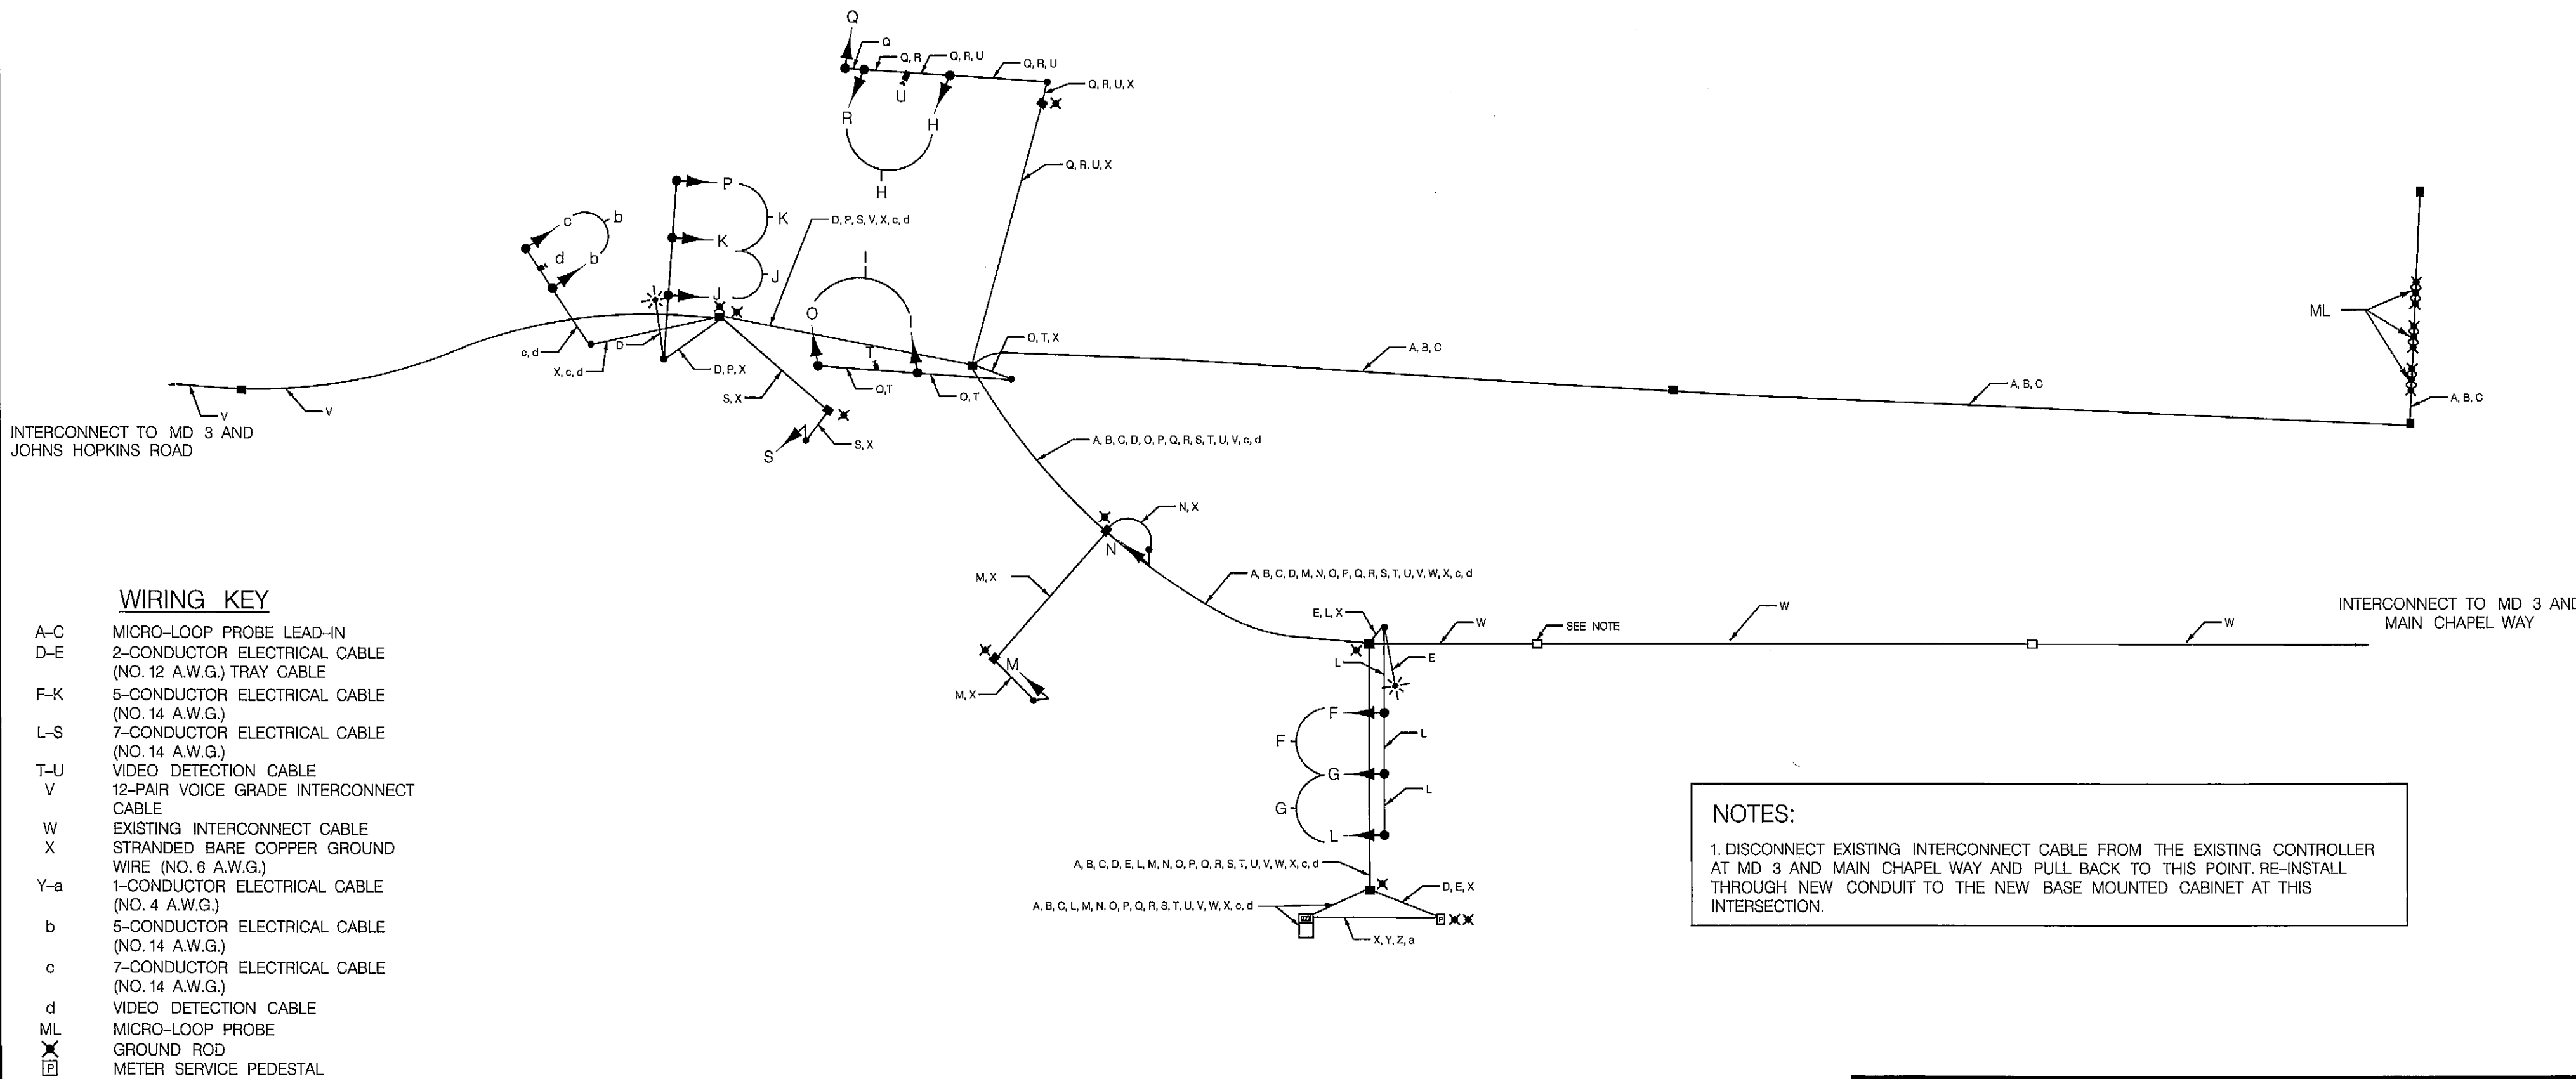 Q
Q
Q, R
Q, R, U
Q, R, U
Q, R, U, X
U
R
H
H
Q, R, U, X
P
K
K
J
J
D, P, S, V, X, c, d
c
b
d
b
I
O
I
T
O, T, X
O,T
O, T
D
D, P, X
c, d
X, c, d
S, X
S, X
S
V
V
INTERCONNECT TO MD 3 AND
JOHNS HOPKINS ROAD
A, B, C
A, B, C
A, B, C
ML
A, B, C, D, O, P, Q, R, S, T, U, V, c, d
N, X
N
M, X
M
M, X
A, B, C, D, M, N, O, P, Q, R, S, T, U, V, W, X, c, d
E, L, X
W
SEE NOTE
W
W
INTERCONNECT TO MD 3 AND
MAIN CHAPEL WAY
L
E
F
F
L
G
G
L
L
A, B, C, D, E, L, M, N, O, P, Q, R, S, T, U, V, W, X, c, d
D, E, X
A, B, C, L, M, N, O, P, Q, R, S, T, U, V, W, X, c, d
P
X, Y, Z, a
WIRING KEY
A-C MICRO-LOOP PROBE LEAD-IN
D-E 2-CONDUCTOR ELECTRICAL CABLE
(NO. 12 A.W.G.) TRAY CABLE
F-K 5-CONDUCTOR ELECTRICAL CABLE
(NO. 14 A.W.G.)
L-S 7-CONDUCTOR ELECTRICAL CABLE
(NO. 14 A.W.G.)
T-U VIDEO DETECTION CABLE
V 12-PAIR VOICE GRADE INTERCONNECT
CABLE
W EXISTING INTERCONNECT CABLE
X STRANDED BARE COPPER GROUND
WIRE (NO. 6 A.W.G.)
Y-a 1-CONDUCTOR ELECTRICAL CABLE
(NO. 4 A.W.G.)
b 5-CONDUCTOR ELECTRICAL CABLE
(NO. 14 A.W.G.)
c 7-CONDUCTOR ELECTRICAL CABLE
(NO. 14 A.W.G.)
d VIDEO DETECTION CABLE
ML MICRO-LOOP PROBE
GROUND ROD
P METER SERVICE PEDESTAL
NOTES:
1. DISCONNECT EXISTING INTERCONNECT CABLE FROM THE EXISTING CONTROLLER
AT MD 3 AND MAIN CHAPEL WAY AND PULL BACK TO THIS POINT. RE-INSTALL
THROUGH NEW CONDUIT TO THE NEW BASE MOUNTED CABINET AT THIS
INTERSECTION.